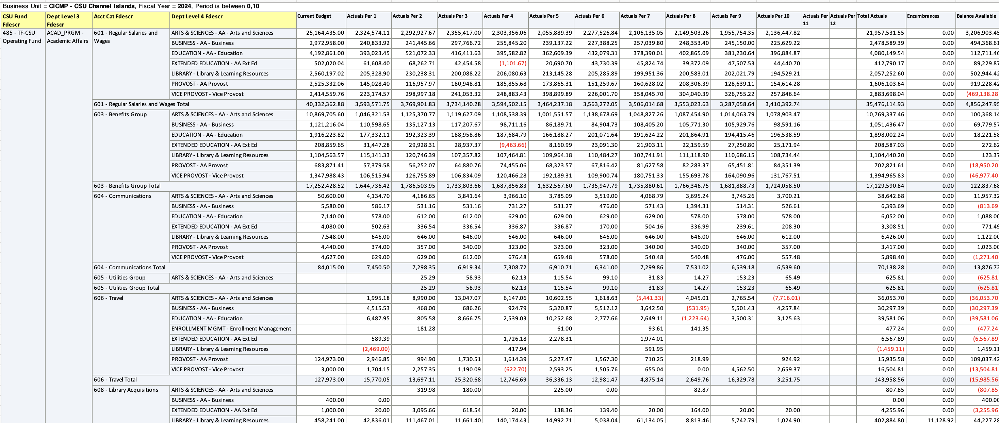 Business Unit = CICMP - CSU Channel Islands, Fiscal Year = 2024, Period is between 0,10
CSU Fund Fdescr Dept Level 3 Fdescr Acct Cat Fdescr Dept Level 4 Fdescr Current Budget Actuals Per 1 Actuals Per 2 Actuals Per 3 Actuals Per 4 Actuals Per 5 Actuals Per 6 Actuals Per 7 Actuals Per 8 Actuals Per 9 Actuals Per 10 Actuals Per 11 Actuals Per 12 Total Actuals Encumbrances Balance Available
485 - TF-CSU Operating Fund ACAD_PRGM - Academic Affairs 601 - Regular Salaries and Wages ARTS & SCIENCES - AA - Arts and Sciences 25,164,435.00 2,324,574.11 2,292,927.67 2,355,417.00 2,303,356.06 2,055,889.39 2,277,526.84 2,106,135.05 2,149,503.26 1,955,754.35 2,136,447.82 21,957,531.55 0.00 3,206,903.45
BUSINESS - AA - Business 2,972,958.00 240,833.92 241,445.66 297,766.72 255,845.20 239,137.22 227,388.25 257,039.80 248,353.40 245,150.00 225,629.22 2,478,589.39 0.00 494,368.61
EDUCATION - AA - Education 4,192,861.00 393,023.45 521,072.33 416,411.63 395,582.82 362,609.39 432,079.31 378,390.01 402,865.09 381,230.64 396,884.87 4,080,149.54 0.00 112,711.46
EXTENDED EDUCATION - AA Ext Ed 502,020.04 61,608.40 68,262.71 42,454.58 (1,101.67) 20,690.70 43,730.39 45,824.74 39,372.09 47,507.53 44,440.70 412,790.17 0.00 89,229.87
LIBRARY - Library & Learning Resources 2,560,197.02 205,328.90 230,238.31 200,088.22 206,080.63 213,145.28 205,285.89 199,951.36 200,583.01 202,021.79 194,529.21 2,057,252.60 0.00 502,944.42
PROVOST - AA Provost 2,525,332.06 145,028.40 116,957.97 180,948.81 185,855.68 173,865.31 151,259.67 160,628.02 208,306.39 128,639.11 154,614.28 1,606,103.64 0.00 919,228.42
VICE PROVOST - Vice Provost 2,414,559.76 223,174.57 298,997.18 241,053.32 248,883.43 398,899.89 226,001.70 358,045.70 304,040.39 326,755.22 257,846.64 2,883,698.04 0.00 (469,138.28)
601 - Regular Salaries and Wages Total 40,332,362.88 3,593,571.75 3,769,901.83 3,734,140.28 3,594,502.15 3,464,237.18 3,563,272.05 3,506,014.68 3,553,023.63 3,287,058.64 3,410,392.74 35,476,114.93 0.00 4,856,247.95
603 - Benefits Group ARTS & SCIENCES - AA - Arts and Sciences 10,869,705.60 1,046,321.53 1,125,370.77 1,119,627.09 1,108,538.39 1,001,551.57 1,138,678.69 1,048,827.26 1,087,454.90 1,014,063.79 1,078,903.47 10,769,337.46 0.00 100,368.14
BUSINESS - AA - Business 1,121,216.04 110,598.65 135,127.13 117,207.67 98,711.16 86,189.71 84,904.73 108,405.20 105,771.30 105,929.76 98,591.16 1,051,436.47 0.00 69,779.57
EDUCATION - AA - Education 1,916,223.82 177,332.11 192,323.39 188,958.86 187,684.79 166,188.27 201,071.64 191,624.22 201,864.91 194,415.46 196,538.59 1,898,002.24 0.00 18,221.58
EXTENDED EDUCATION - AA Ext Ed 208,859.65 31,447.28 29,928.31 28,937.37 (9,463.66) 8,160.99 23,091.30 21,903.11 22,159.59 27,250.80 25,171.94 208,587.03 0.00 272.62
LIBRARY - Library & Learning Resources 1,104,563.57 115,141.33 120,746.39 107,357.82 107,464.81 109,964.18 110,484.27 102,741.91 111,118.90 110,686.15 108,734.44 1,104,440.20 0.00 123.37
PROVOST - AA Provost 683,871.41 57,379.58 56,252.07 64,880.76 74,455.06 68,323.57 67,816.42 81,627.58 82,283.37 65,451.81 84,351.39 702,821.61 0.00 (18,950.20)
VICE PROVOST - Vice Provost 1,347,988.43 106,515.94 126,755.89 106,834.09 120,466.28 192,189.31 109,900.74 180,751.33 155,693.78 164,090.96 131,767.51 1,394,965.83 0.00 (46,977.40)
603 - Benefits Group Total 17,252,428.52 1,644,736.42 1,786,503.95 1,733,803.66 1,687,856.83 1,632,567.60 1,735,947.79 1,735,880.61 1,766,346.75 1,681,888.73 1,724,058.50 17,129,590.84 0.00 122,837.68
604 - Communications ARTS & SCIENCES - AA - Arts and Sciences 50,600.00 4,134.70 4,186.65 3,841.64 3,966.10 3,785.09 3,519.00 4,068.79 3,695.24 3,745.26 3,700.21 38,642.68 0.00 11,957.32
BUSINESS - AA - Business 5,580.00 586.17 531.16 531.16 731.27 531.27 476.00 571.43 1,394.31 514.31 526.61 6,393.69 0.00 (813.69)
EDUCATION - AA - Education 7,140.00 578.00 612.00 612.00 629.00 629.00 629.00 629.00 578.00 578.00 578.00 6,052.00 0.00 1,088.00
EXTENDED EDUCATION - AA Ext Ed 4,080.00 502.63 336.54 336.54 336.87 336.87 170.00 504.16 336.99 239.61 208.30 3,308.51 0.00 771.49
LIBRARY - Library & Learning Resources 7,548.00 646.00 646.00 646.00 646.00 646.00 646.00 646.00 646.00 646.00 612.00 6,426.00 0.00 1,122.00
PROVOST - AA Provost 4,440.00 374.00 357.00 340.00 323.00 323.00 323.00 340.00 340.00 340.00 357.00 3,417.00 0.00 1,023.00
VICE PROVOST - Vice Provost 4,627.00 629.00 629.00 612.00 676.48 659.48 578.00 540.48 540.48 476.00 557.48 5,898.40 0.00 (1,271.40)
604 - Communications Total 84,015.00 7,450.50 7,298.35 6,919.34 7,308.72 6,910.71 6,341.00 7,299.86 7,531.02 6,539.18 6,539.60 70,138.28 0.00 13,876.72
605 - Utilities Group ARTS & SCIENCES - AA - Arts and Sciences 25.29 58.93 62.13 115.54 99.10 31.83 14.27 153.23 65.49 625.81 0.00 (625.81)
605 - Utilities Group Total 25.29 58.93 62.13 115.54 99.10 31.83 14.27 153.23 65.49 625.81 0.00 (625.81)
606 - Travel ARTS & SCIENCES - AA - Arts and Sciences 1,995.18 8,990.00 13,047.07 6,147.06 10,602.55 1,618.63 (5,441.33) 4,045.01 2,765.54 (7,716.01) 36,053.70 0.00 (36,053.70)
BUSINESS - AA - Business 4,515.53 468.00 686.26 924.79 5,320.87 5,512.12 3,642.50 (531.95) 5,501.43 4,257.84 30,297.39 0.00 (30,297.39)
EDUCATION - AA - Education 6,487.95 805.58 8,666.75 2,539.03 10,252.68 2,777.66 2,649.11 (1,223.64) 3,500.31 3,125.63 39,581.06 0.00 (39,581.06)
ENROLLMENT MGMT - Enrollment Management 181.28 61.00 93.61 141.35 477.24 0.00 (477.24)
EXTENDED EDUCATION - AA Ext Ed 589.39 1,726.18 2,278.31 1,974.01 6,567.89 0.00 (6,567.89)
LIBRARY - Library & Learning Resources (2,469.00) 417.94 591.95 (1,459.11) 0.00 1,459.11
PROVOST - AA Provost 124,973.00 2,946.85 994.90 1,730.51 1,614.39 5,227.47 1,567.30 710.25 218.99 924.92 15,935.58 0.00 109,037.42
VICE PROVOST - Vice Provost 3,000.00 1,704.15 2,257.35 1,190.09 (622.70) 2,593.25 1,505.76 655.04 0.00 4,562.50 2,659.37 16,504.81 0.00 (13,504.81)
606 - Travel Total 127,973.00 15,770.05 13,697.11 25,320.68 12,746.69 36,336.13 12,981.47 4,875.14 2,649.76 16,329.78 3,251.75 143,958.56 0.00 (15,985.56)
608 - Library Acquisitions ARTS & SCIENCES - AA - Arts and Sciences 319.98 180.00 225.00 0.00 82.87 807.85 0.00 (807.85)
BUSINESS - AA - Business 400.00 0.00 0.00 0.00 400.00
EXTENDED EDUCATION - AA Ext Ed 1,000.00 20.00 3,095.66 618.54 20.00 138.36 139.40 20.00 164.00 20.00 20.00 4,255.96 0.00 (3,255.96)
LIBRARY - Library & Learning Resources 458,241.00 42,836.01 111,467.01 11,661.40 140,174.43 14,992.71 5,038.04 61,134.05 8,813.46 5,742.79 1,024.90 402,884.80 11,128.92 44,227.28